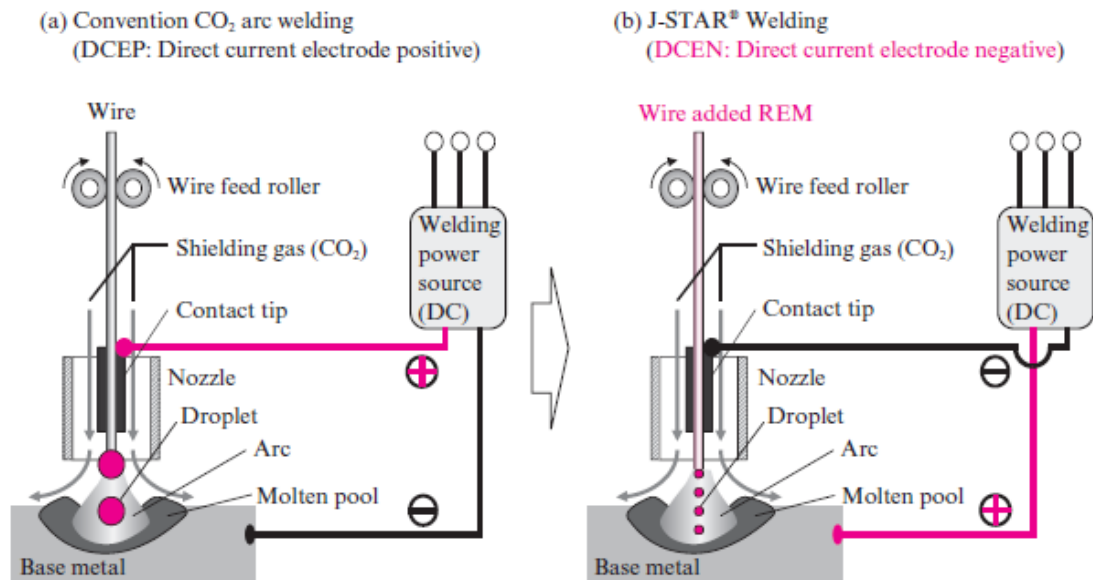 (a) Convention CO₂ arc welding
(DCEP: Direct current electrode positive)
Wire
Wire feed roller
Welding
power
source
(DC)
Shielding gas (CO₂)
Contact tip
+
Nozzle
Droplet
Arc
Molten pool
−
Base metal
(b) J-STAR® Welding
(DCEN: Direct current electrode negative)
Wire added REM
Wire feed roller
Welding
power
source
(DC)
Shielding gas (CO₂)
Contact tip
−
Nozzle
Droplet
Arc
Molten pool
+
Base metal